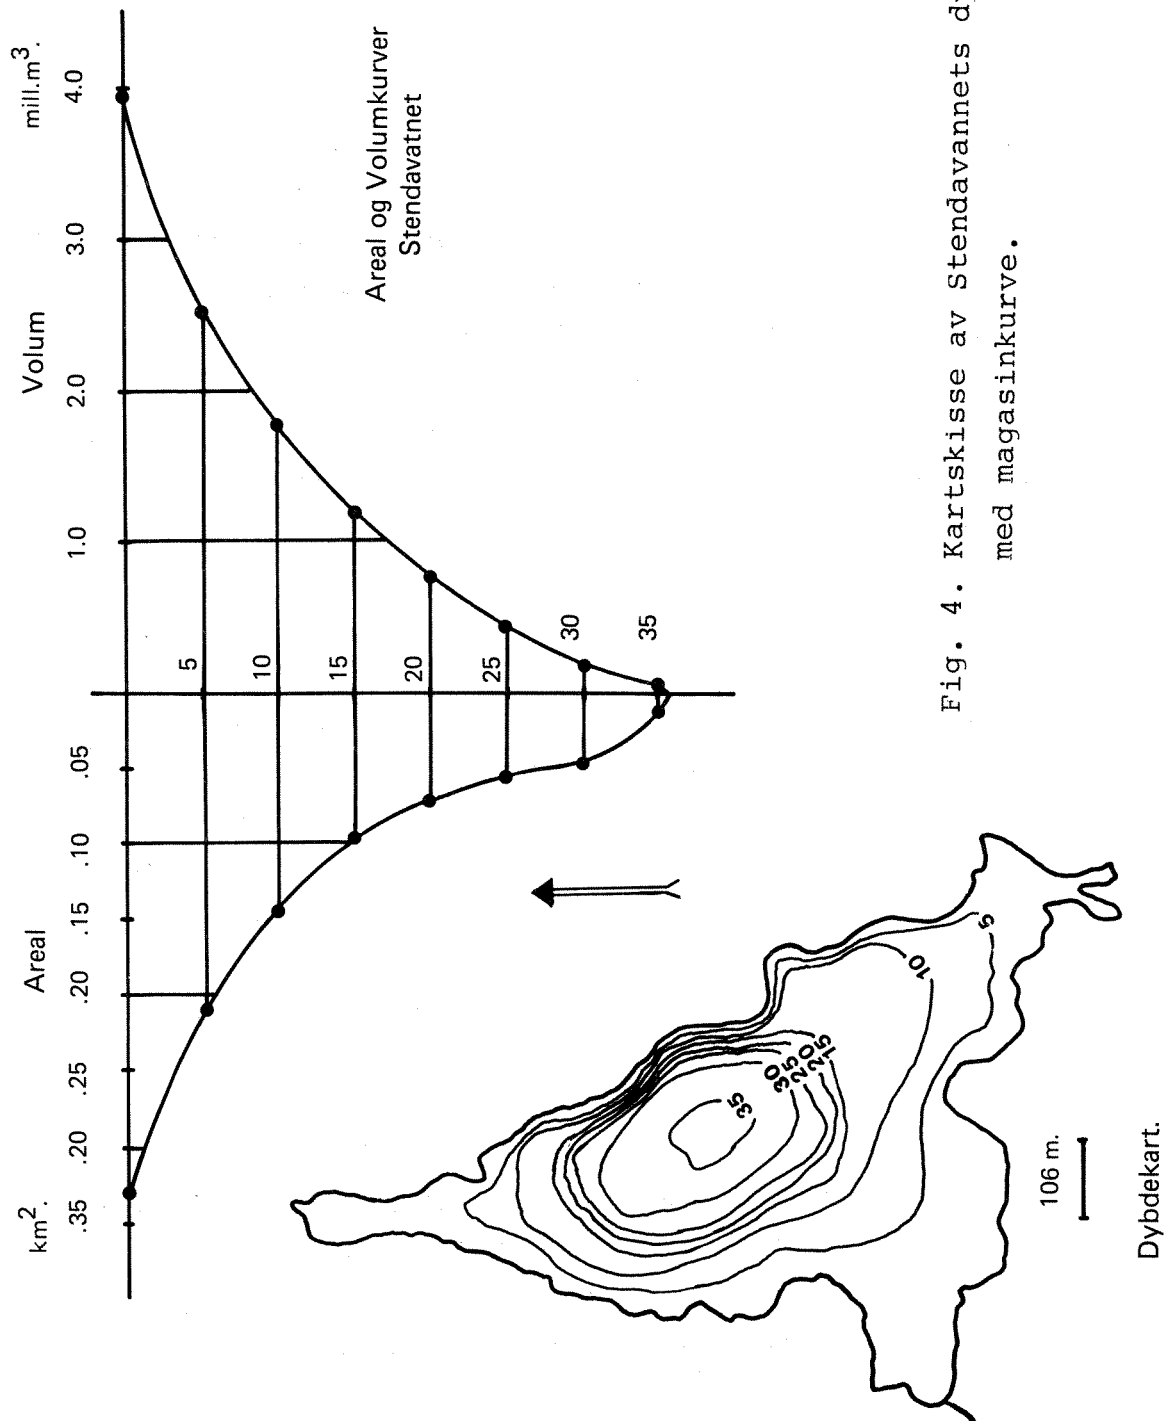 km². Areal Volum mill.m³.
.35 .20 .25 .20 .15 .10 .05 1.0 2.0 3.0 4.0
5
10
15
20
25
30
35
Areal og Volumkurver
Stendavatnet
35
30
25
20
15
10
5
106 m.
Dybdekart.
Fig. 4. Kartskisse av Stendavannets
med magasinkurve.